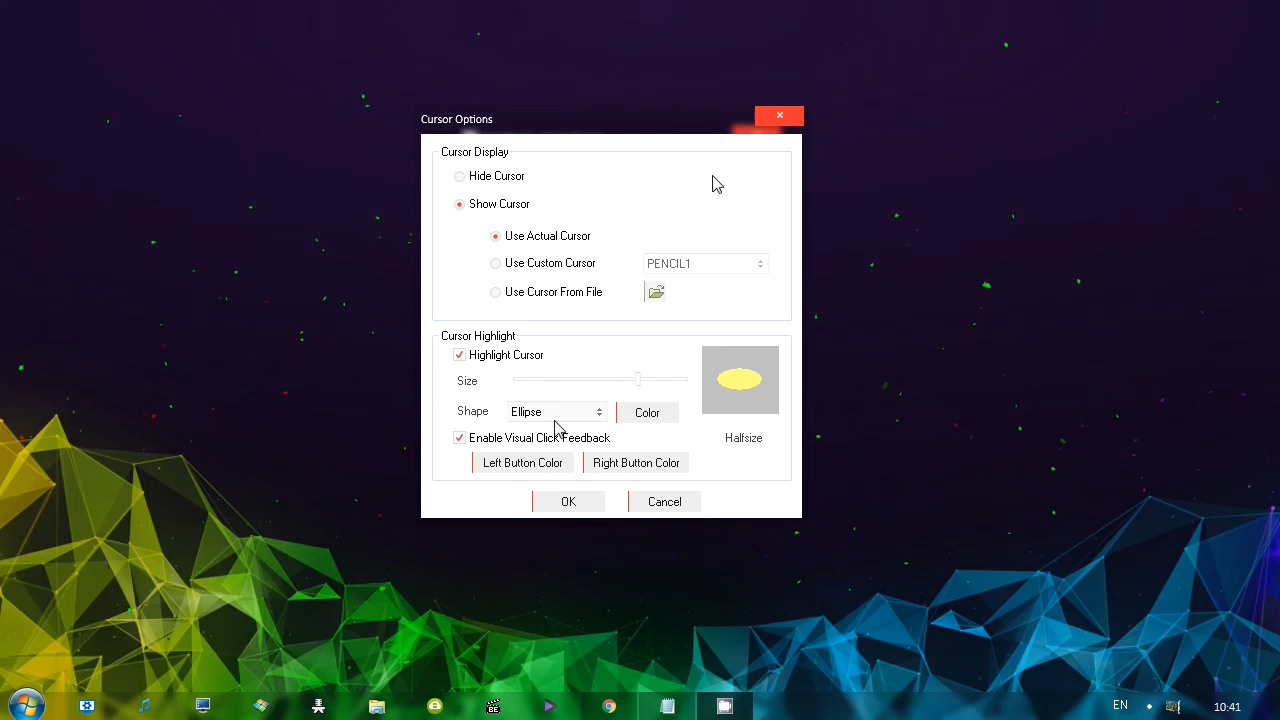 Cursor Options
Cursor Display
Hide Cursor
Show Cursor
Use Actual Cursor
Use Custom Cursor PENCIL1
Use Cursor From File
Cursor Highlight
Highlight Cursor
Size
Shape Ellipse Color
Enable Visual Click Feedback Halfsize
Left Button Color Right Button Color
OK Cancel
BE
EN 10:41